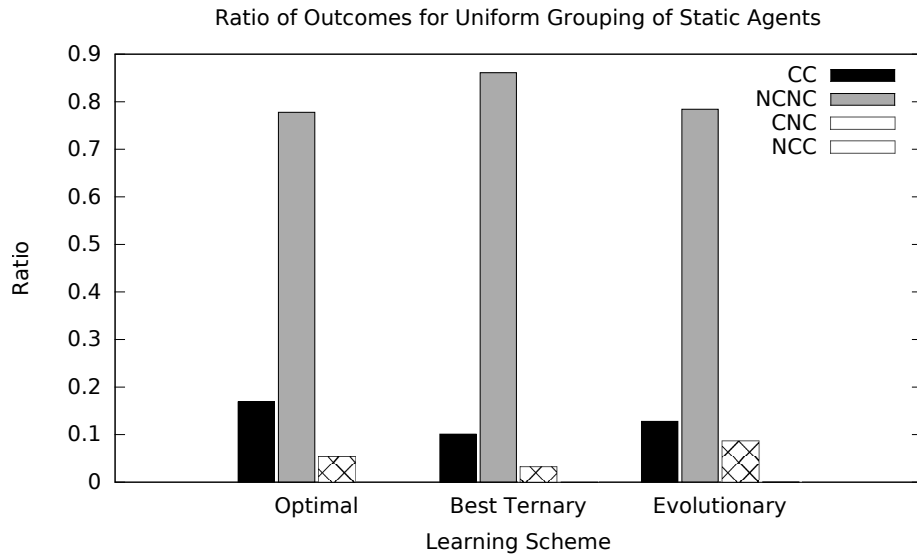 Ratio of Outcomes for Uniform Grouping of Static Agents
0.9
0.8
0.7
0.6
0.5
0.4
0.3
0.2
0.1
0
Ratio
CC
NCNC
CNC
NCC
Optimal
Best Ternary
Evolutionary
Learning Scheme